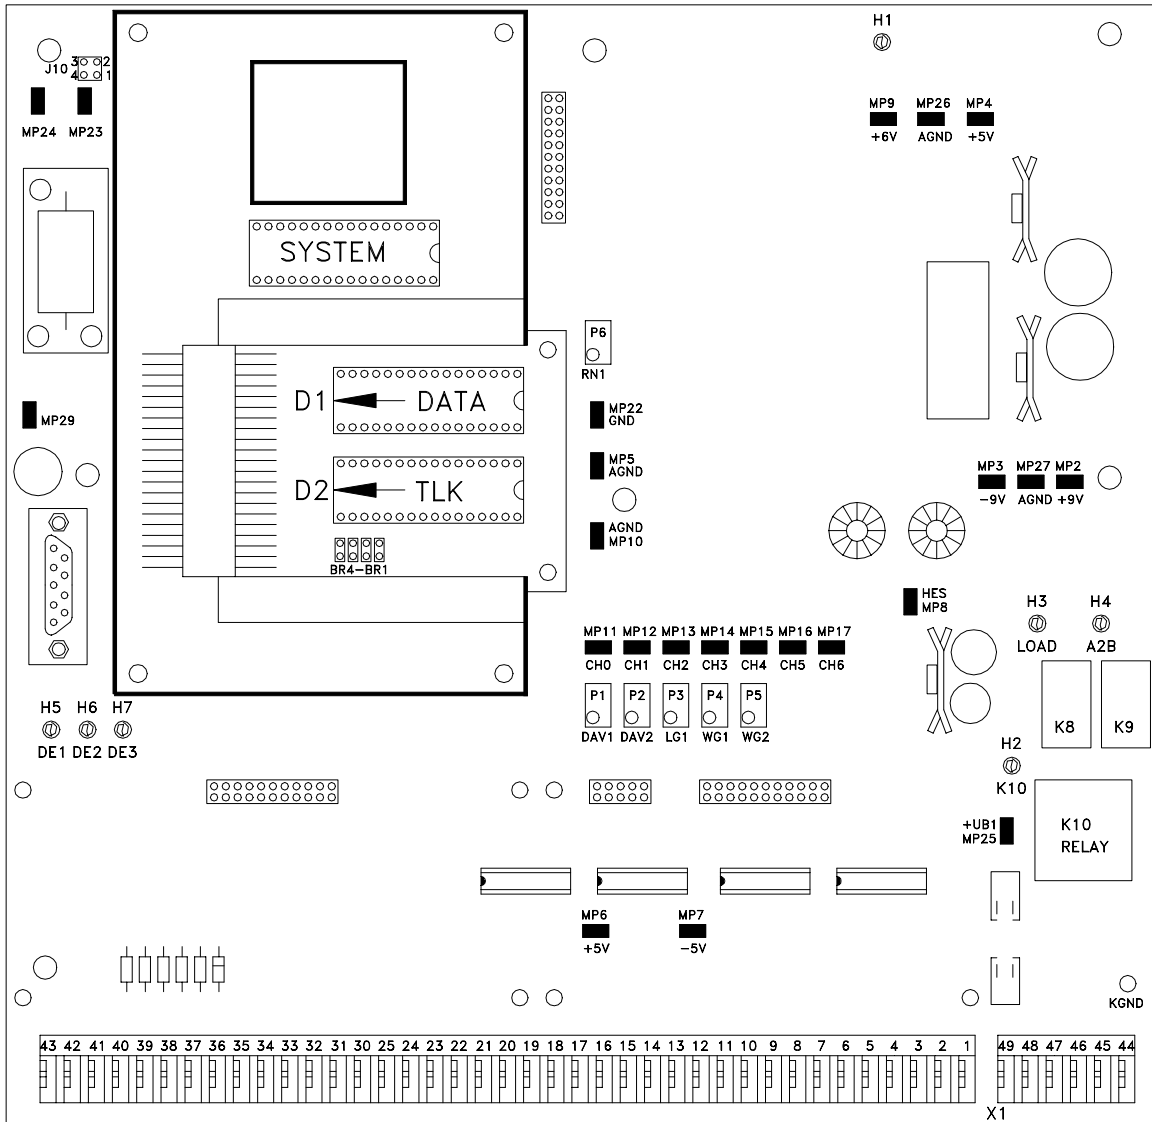 H1
J10 3 2
4 1
MP24 MP23
MP9 MP26 MP4
+6V AGND +5V
SYSTEM
P6
RN1
D1 DATA
MP22
GND
MP29
MP5
AGND
MP3 MP27 MP2
-9V AGND +9V
D2 TLK
AGND
MP10
BR4-BR1
HES
MP8
H3 H4
LOAD A2B
MP11 MP12 MP13 MP14 MP15 MP16 MP17
CH0 CH1 CH2 CH3 CH4 CH5 CH6
P1 P2 P3 P4 P5
DAV1 DAV2 LG1 WG1 WG2
H5 H6 H7
DE1 DE2 DE3
K8 K9
H2
K10
+UB1
MP25
K10
RELAY
MP6 MP7
+5V -5V
KGND
43 42 41 40 39 38 37 36 35 34 33 32 31 30 25 24 23 22 21 20 19 18 17 16 15 14 13 12 11 10 9 8 7 6 5 4 3 2 1 49 48 47 46 45 44
X1